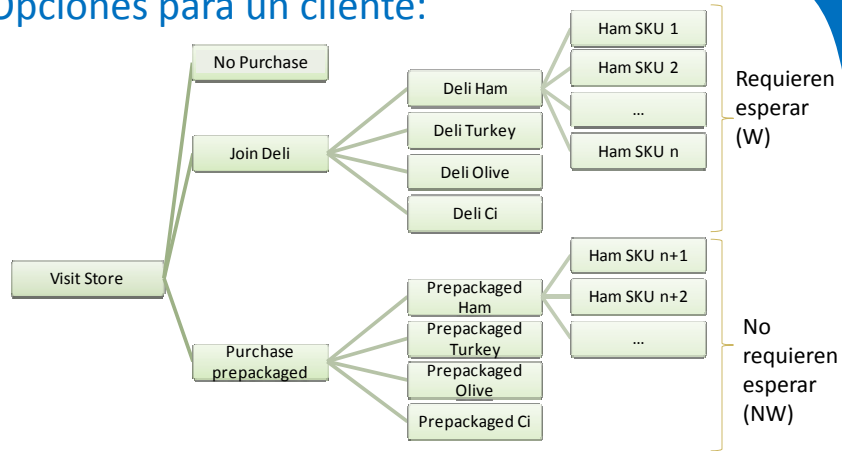 Opciones para un cliente:
No Purchase
Join Deli
Visit Store
Purchase
prepackaged
Deli Ham
Deli Turkey
Deli Olive
Deli Ci
Prepackaged
Ham
Prepackaged
Turkey
Prepackaged
Olive
Prepackaged Ci
Ham SKU 1
Ham SKU 2
...
Ham SKU n
Ham SKU n+1
Ham SKU n+2
...
Requieren
esperar
(W)
No
requieren
esperar
(NW)